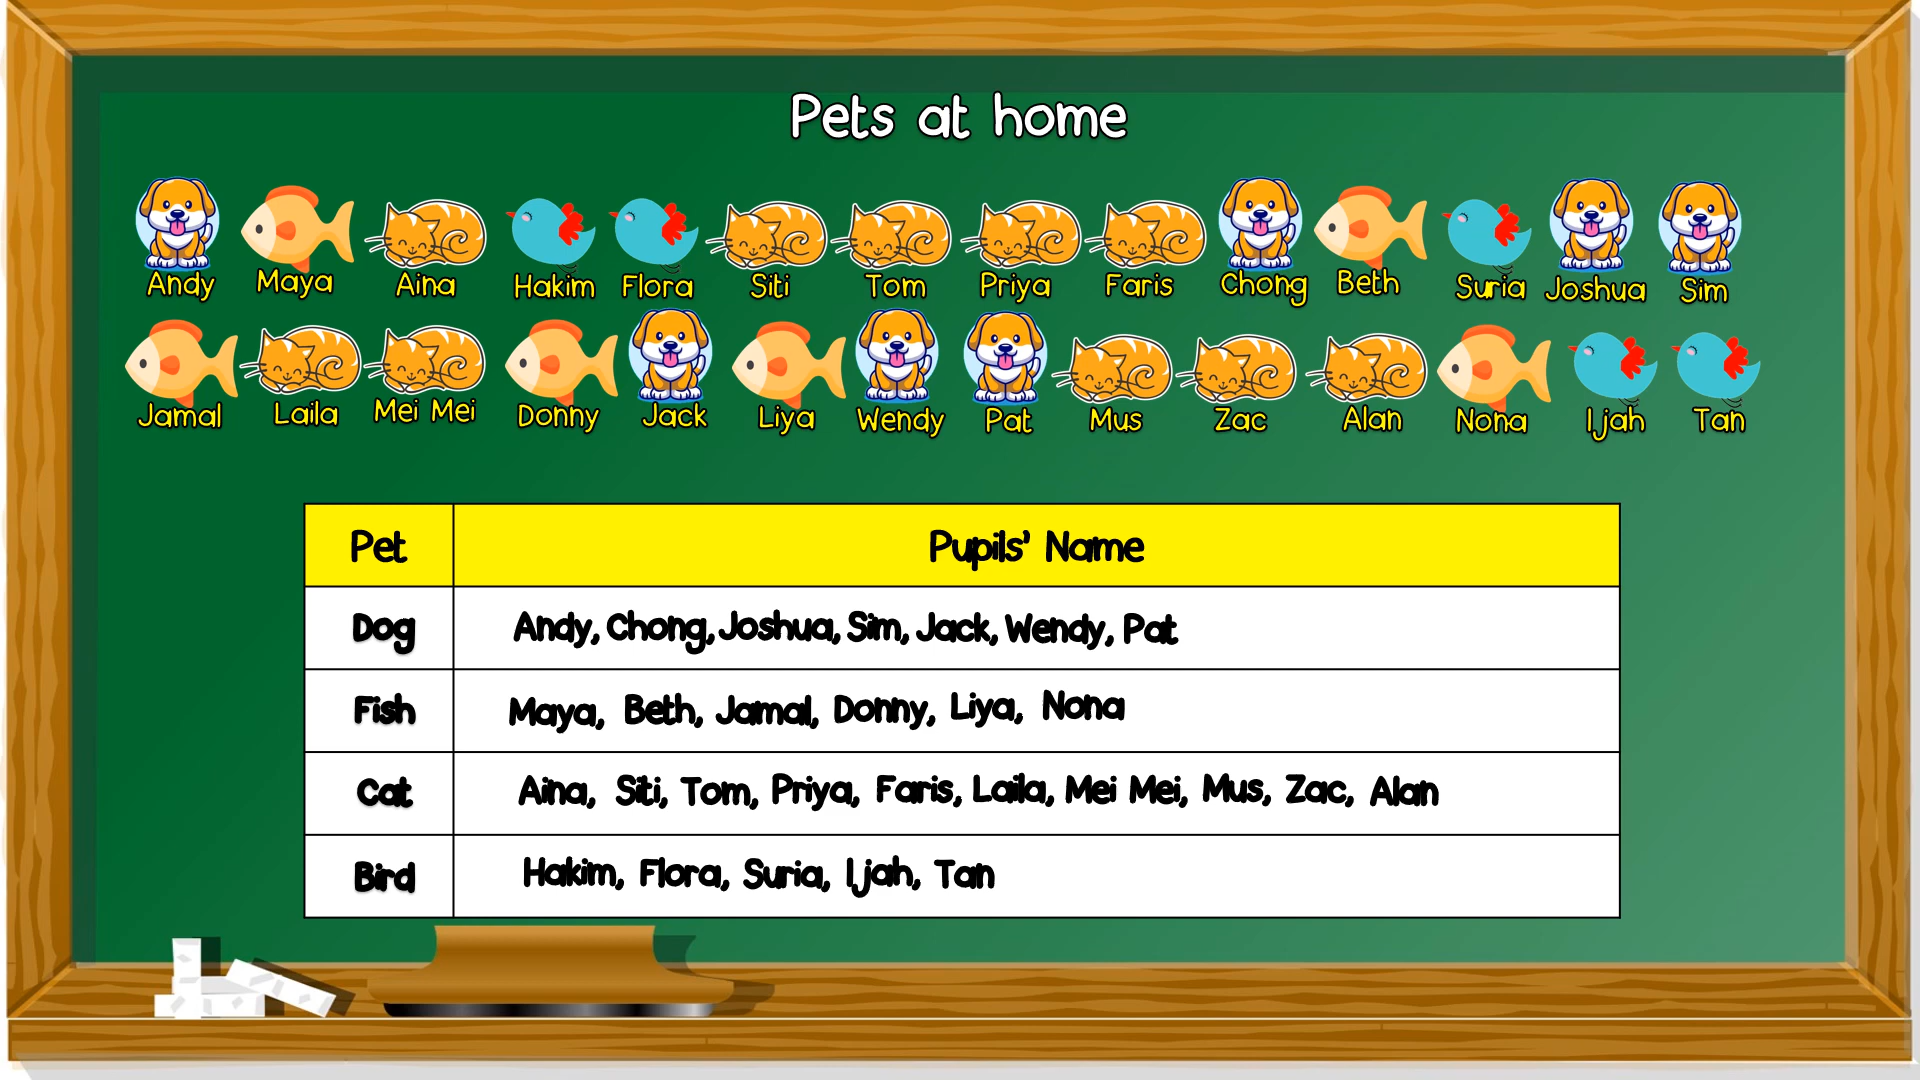 Pets at home
Andy Maya Aina Hakim Flora Siti Tom Priya Faris Chong Beth Suria Joshua Sim
Jamal Laila Mei Mei Donny Jack Liya Wendy Pat Mus Zac Alan Nona Ijah Tan
Pet Pupils' Name
Dog Andy, Chong, Joshua, Sim, Jack, Wendy, Pat
Fish Maya, Beth, Jamal, Donny, Liya, Nona
Cat Aina, Siti, Tom, Priya, Faris, Laila, Mei Mei, Mus, Zac, Alan
Bird Hakim, Flora, Suria, Ijah, Tan